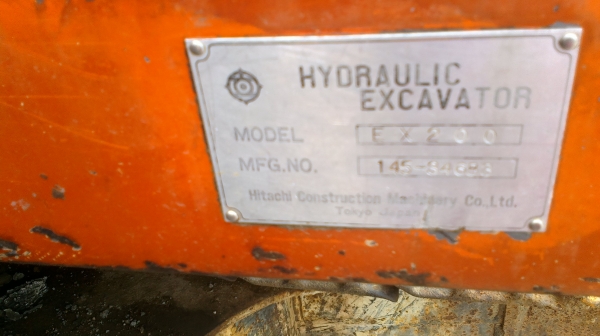 HYDRAULIC
EXCAVATOR
MODEL EX200
MFG.NO.
Hitachi Construction Machinery Co.,Ltd.
Tokyo Japan